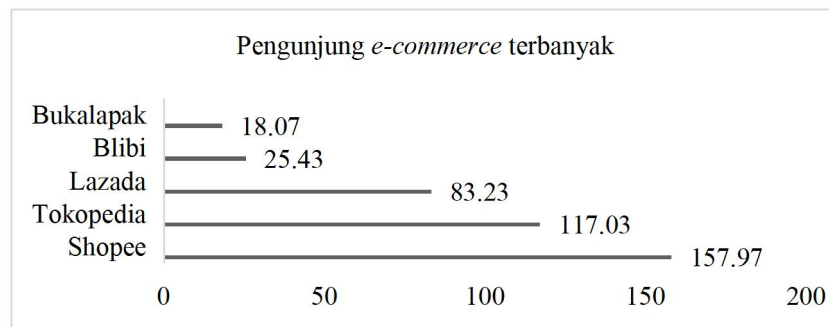 Pengunjung e-commerce terbanyak
Bukalapak 18.07
Blibi 25.43
Lazada 83.23
Tokopedia 117.03
Shopee 157.97
0 50 100 150 200